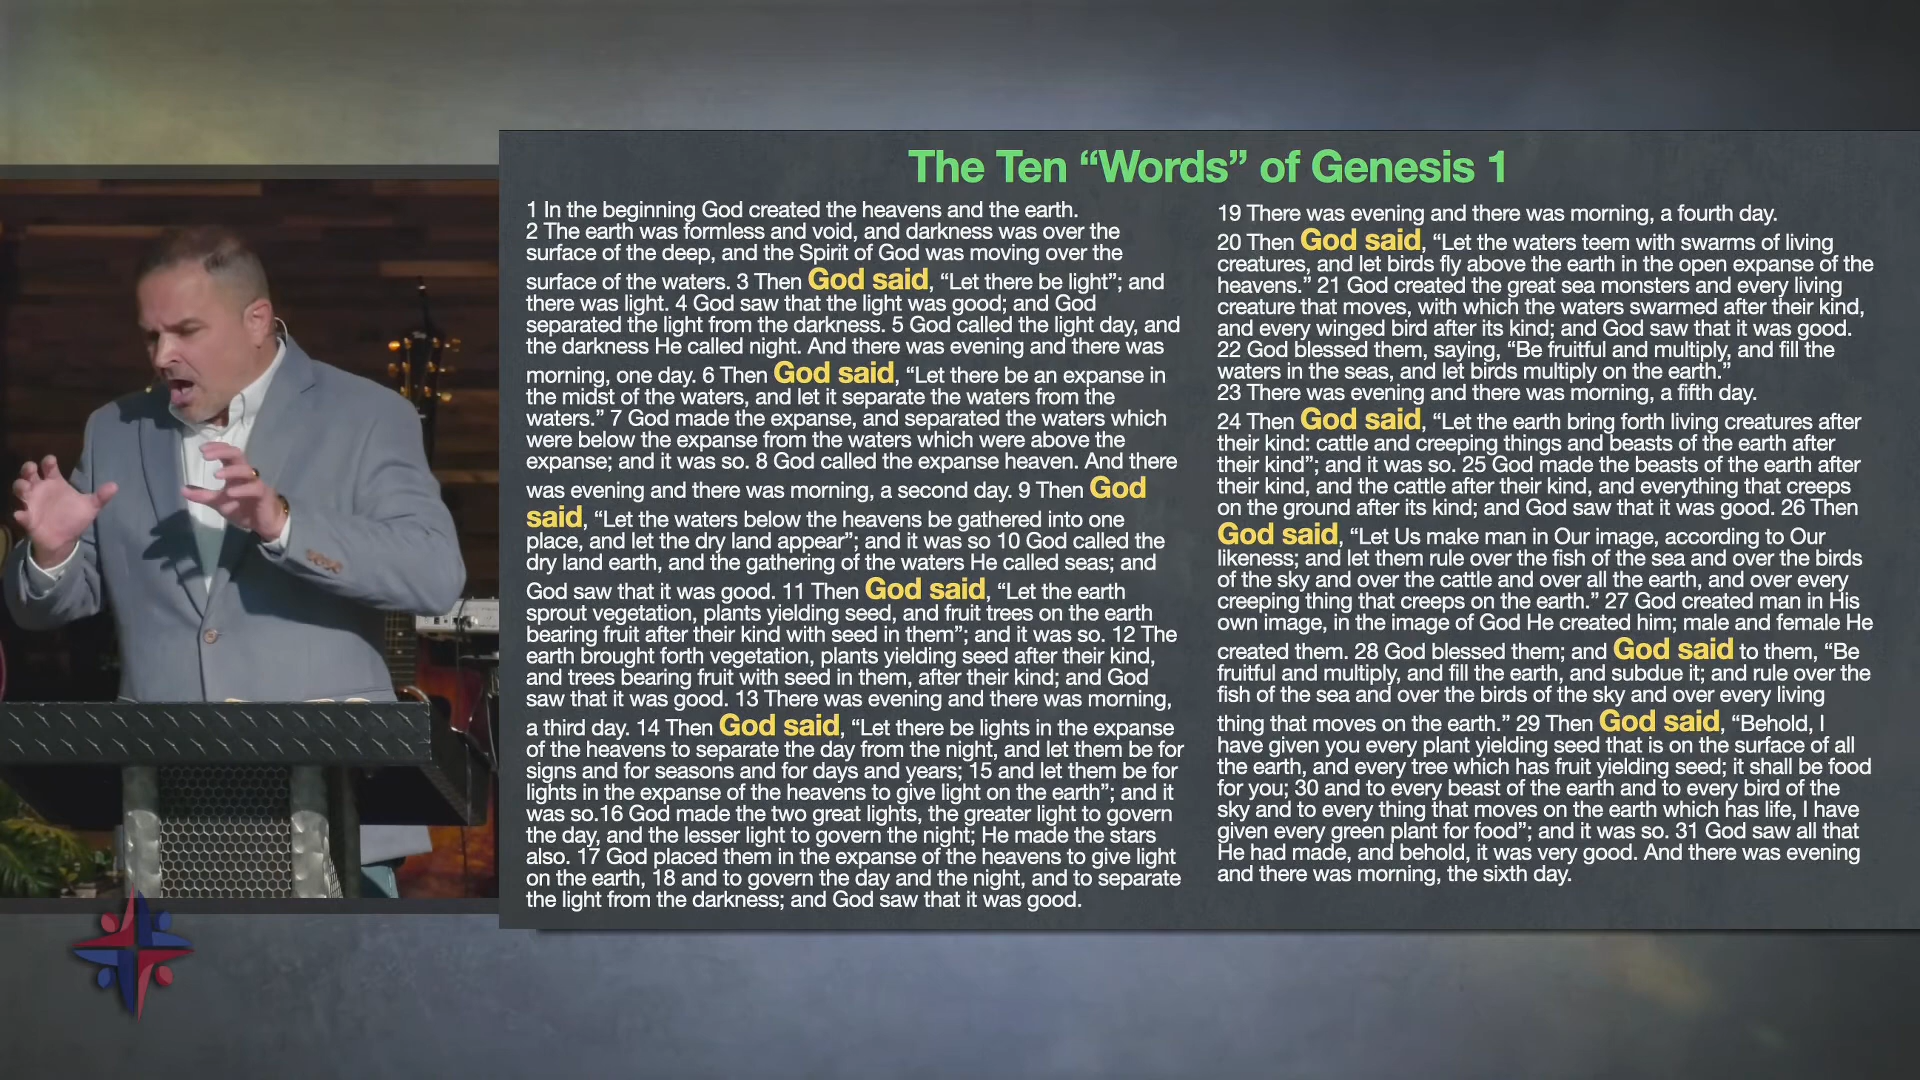 The Ten “Words” of Genesis 1
1 In the beginning God created the heavens and the earth.
2 The earth was formless and void, and darkness was over the
surface of the deep, and the Spirit of God was moving over the
surface of the waters. 3 Then God said, “Let there be light”; and
there was light. 4 God saw that the light was good; and God
separated the light from the darkness. 5 God called the light day, and
the darkness He called night. And there was evening and there was
morning, one day. 6 Then God said, “Let there be an expanse in
the midst of the waters, and let it separate the waters from the
waters.” 7 God made the expanse, and separated the waters which
were below the expanse from the waters which were above the
expanse; and it was so. 8 God called the expanse heaven. And there
was evening and there was morning, a second day. 9 Then God
said, “Let the waters below the heavens be gathered into one
place, and let the dry land appear”; and it was so 10 God called the
dry land earth, and the gathering of the waters He called seas; and
God saw that it was good. 11 Then God said, “Let the earth
sprout vegetation, plants yielding seed, and fruit trees on the earth
bearing fruit after their kind with seed in them”; and it was so. 12 The
earth brought forth vegetation, plants yielding seed after their kind,
and trees bearing fruit with seed in them, after their kind; and God
saw that it was good. 13 There was evening and there was morning,
a third day. 14 Then God said, “Let there be lights in the expanse
of the heavens to separate the day from the night, and let them be for
signs and for seasons and for days and years; 15 and let them be for
lights in the expanse of the heavens to give light on the earth”; and it
was so.16 God made the two great lights, the greater light to govern
the day, and the lesser light to govern the night; He made the stars
also. 17 God placed them in the expanse of the heavens to give light
on the earth, 18 and to govern the day and the night, and to separate
the light from the darkness; and God saw that it was good.
19 There was evening and there was morning, a fourth day.
20 Then God said, “Let the waters teem with swarms of living
creatures, and let birds fly above the earth in the open expanse of the
heavens.” 21 God created the great sea monsters and every living
creature that moves, with which the waters swarmed after their kind,
and every winged bird after its kind; and God saw that it was good.
22 God blessed them, saying, “Be fruitful and multiply, and fill the
waters in the seas, and let birds multiply on the earth.”
23 There was evening and there was morning, a fifth day.
24 Then God said, “Let the earth bring forth living creatures after
their kind: cattle and creeping things and beasts of the earth after
their kind”; and it was so. 25 God made the beasts of the earth after
their kind, and the cattle after their kind, and everything that creeps
on the ground after its kind; and God saw that it was good. 26 Then
God said, “Let Us make man in Our image, according to Our
likeness; and let them rule over the fish of the sea and over the birds
of the sky and over the cattle and over all the earth, and over every
creeping thing that creeps on the earth.” 27 God created man in His
own image, in the image of God He created him; male and female He
created them. 28 God blessed them; and God said to them, “Be
fruitful and multiply, and fill the earth, and subdue it; and rule over the
fish of the sea and over the birds of the sky and over every living
thing that moves on the earth.” 29 Then God said, “Behold, I
have given you every plant yielding seed that is on the surface of all
the earth, and every tree which has fruit yielding seed; it shall be food
for you; 30 and to every beast of the earth and to every bird of the
sky and to every thing that moves on the earth which has life, I have
given every green plant for food”; and it was so. 31 God saw all that
He had made, and behold, it was very good. And there was evening
and there was morning, the sixth day.